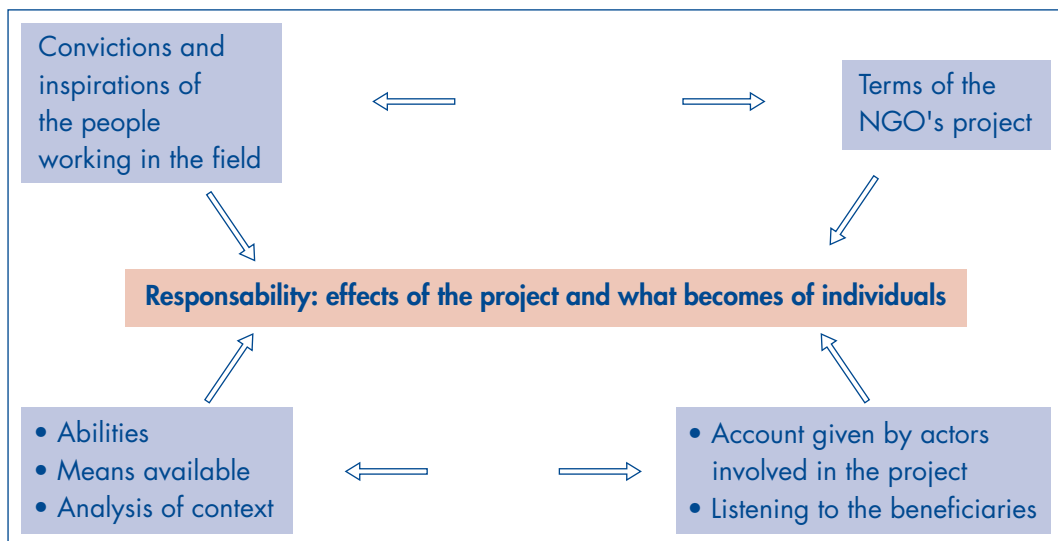 Convictions and
inspirations of
the people
working in the field
Terms of the
NGO's project
Responsability: effects of the project and what becomes of individuals
• Abilities
• Means available
• Analysis of context
• Account given by actors
involved in the project
• Listening to the beneficiaries